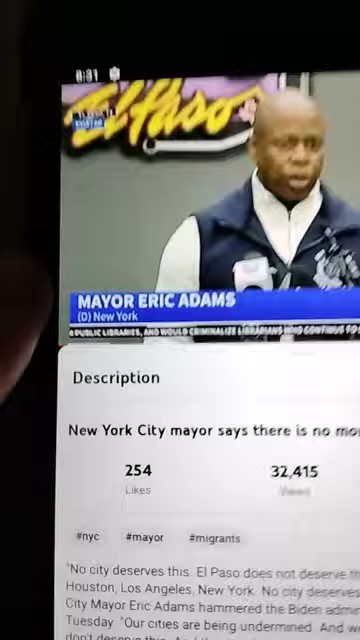 8:31
El Paso
MAYOR ERIC ADAMS
(D) New York
PUBLIC LIBRARIES, AND WOULD CRIMINALIZE LIBRARIANS WHO CONTINUE TO
Description
New York City mayor says there is no mo
254
32,415
Likes
Views
#nyc #mayor #migrants
"No city deserves this. El Paso does not deserve th
Houston, Los Angeles, New York. No city deserves
City Mayor Eric Adams hammered the Biden admi
Tuesday. "Our cities are being undermined. And w
don't deserve this.